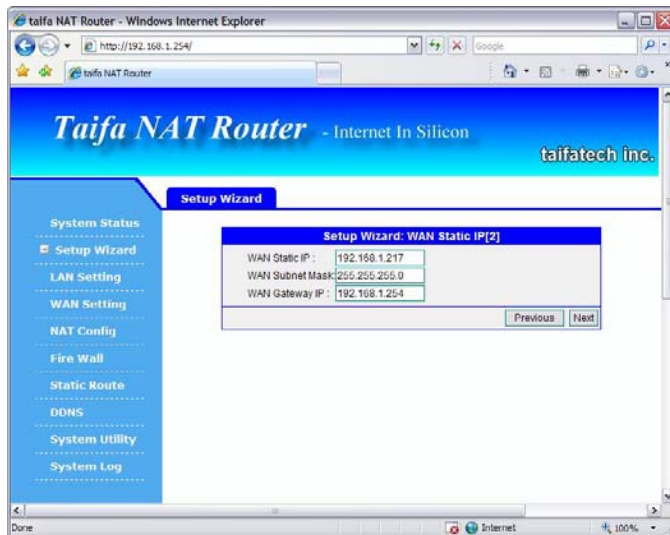 taifa NAT Router - Windows Internet Explorer
http://192.168.1.254/
Google
taifa NAT Router
Taifa NAT Router - Internet In Silicon
taifatech inc.
Setup Wizard
System Status
Setup Wizard
LAN Setting
WAN Setting
NAT Config
Fire Wall
Static Route
DDNS
System Utility
System Log
Setup Wizard: WAN Static IP[2]
WAN Static IP : 192.168.1.217
WAN Subnet Mask: 255.255.255.0
WAN Gateway IP : 192.168.1.254
Previous Next
Done Internet 100%